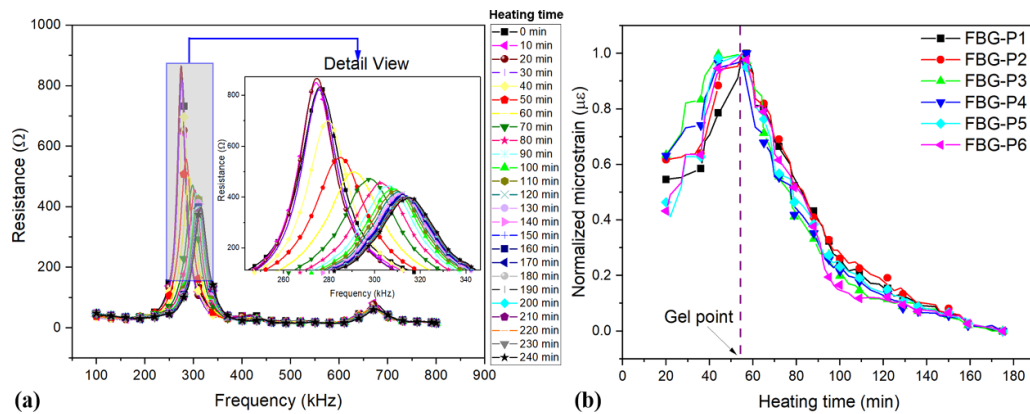 Resistance (Ω)
1000
800
600
400
200
0
100 200 300 400 500 600 700 800 900
Frequency (kHz)
(a)
Detail View
Resistance (Ω)
800
600
400
200
260 280 300 320 340
Frequency (kHz)
Heating time
0 min
10 min
20 min
30 min
40 min
50 min
60 min
70 min
80 min
90 min
100 min
110 min
120 min
130 min
140 min
150 min
160 min
170 min
180 min
190 min
200 min
210 min
220 min
230 min
240 min
Normalized microstrain (µε)
1.0
0.8
0.6
0.4
0.2
0.0
0 20 40 60 80 100 120 140 160 180
Heating time (min)
(b)
Gel point
FBG-P1
FBG-P2
FBG-P3
FBG-P4
FBG-P5
FBG-P6